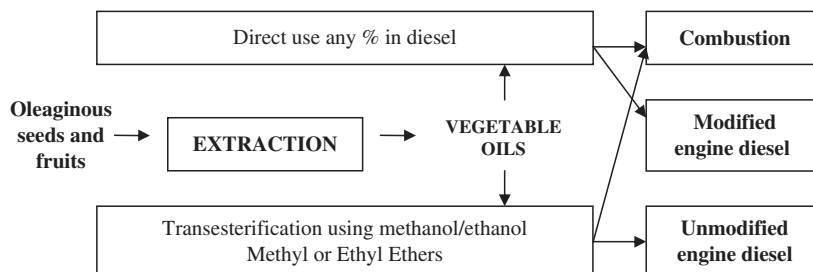 Direct use any % in diesel
Combustion
Oleaginous
seeds and
fruits
EXTRACTION
VEGETABLE
OILS
Modified
engine diesel
Transesterification using methanol/ethanol
Methyl or Ethyl Ethers
Unmodified
engine diesel